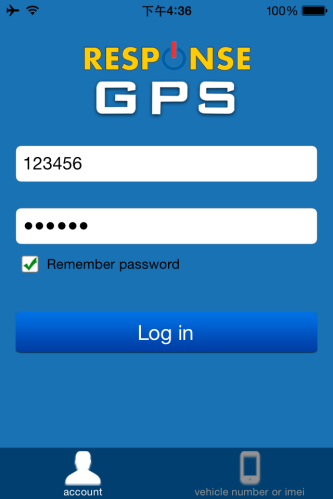 下午4:36
100%
RESPONSE
GPS
123456
••••••
Remember password
Log in
account
vehicle number or imei